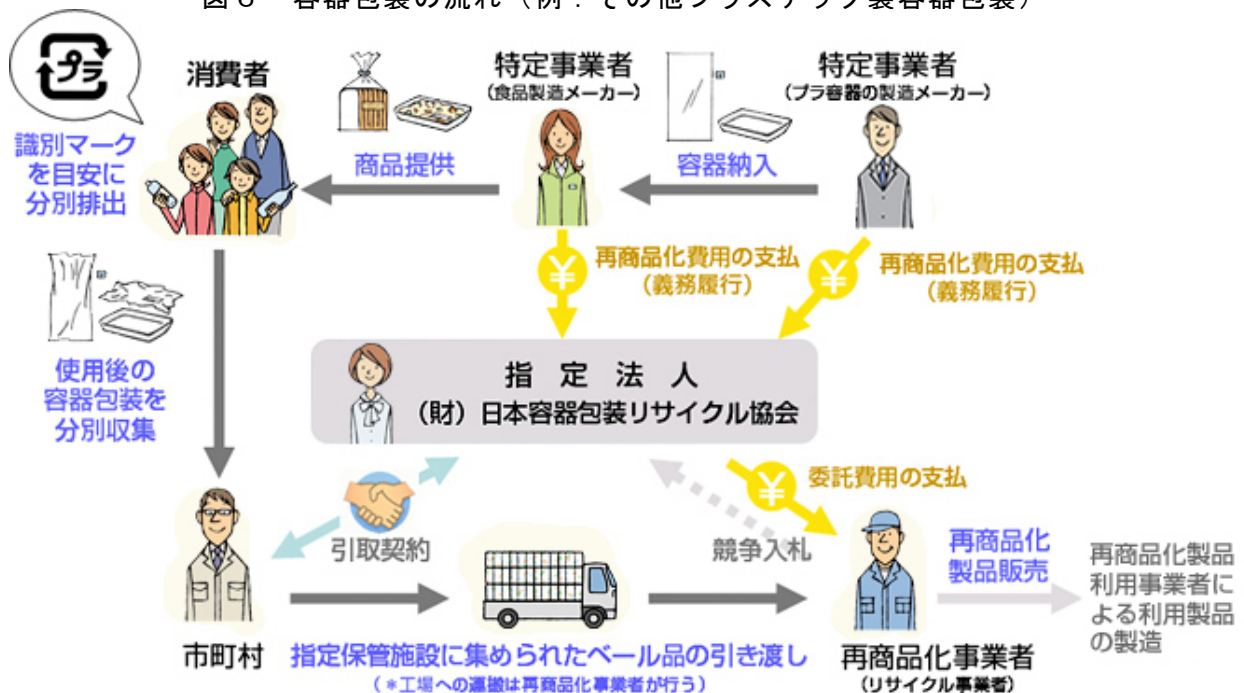 図6 容器包装の流れ（例：その他プラスチック製容器包装）
プラ
消費者
特定事業者
（食品製造メーカー）
特定事業者
（プラ容器の製造メーカー）
識別マーク
を目安に
分別排出
商品提供
容器納入
再商品化費用の支払
（義務履行）
再商品化費用の支払
（義務履行）
使用後の
容器包装を
分別収集
指定法人
（財）日本容器包装リサイクル協会
委託費用の支払
引取契約
競争入札
再商品化
製品販売
再商品化製品
利用事業者に
よる利用製品
の製造
市町村
指定保管施設に集められたベール品の引き渡し
（＊工場への運搬は再商品化事業者が行う）
再商品化事業者
（リサイクル事業者）